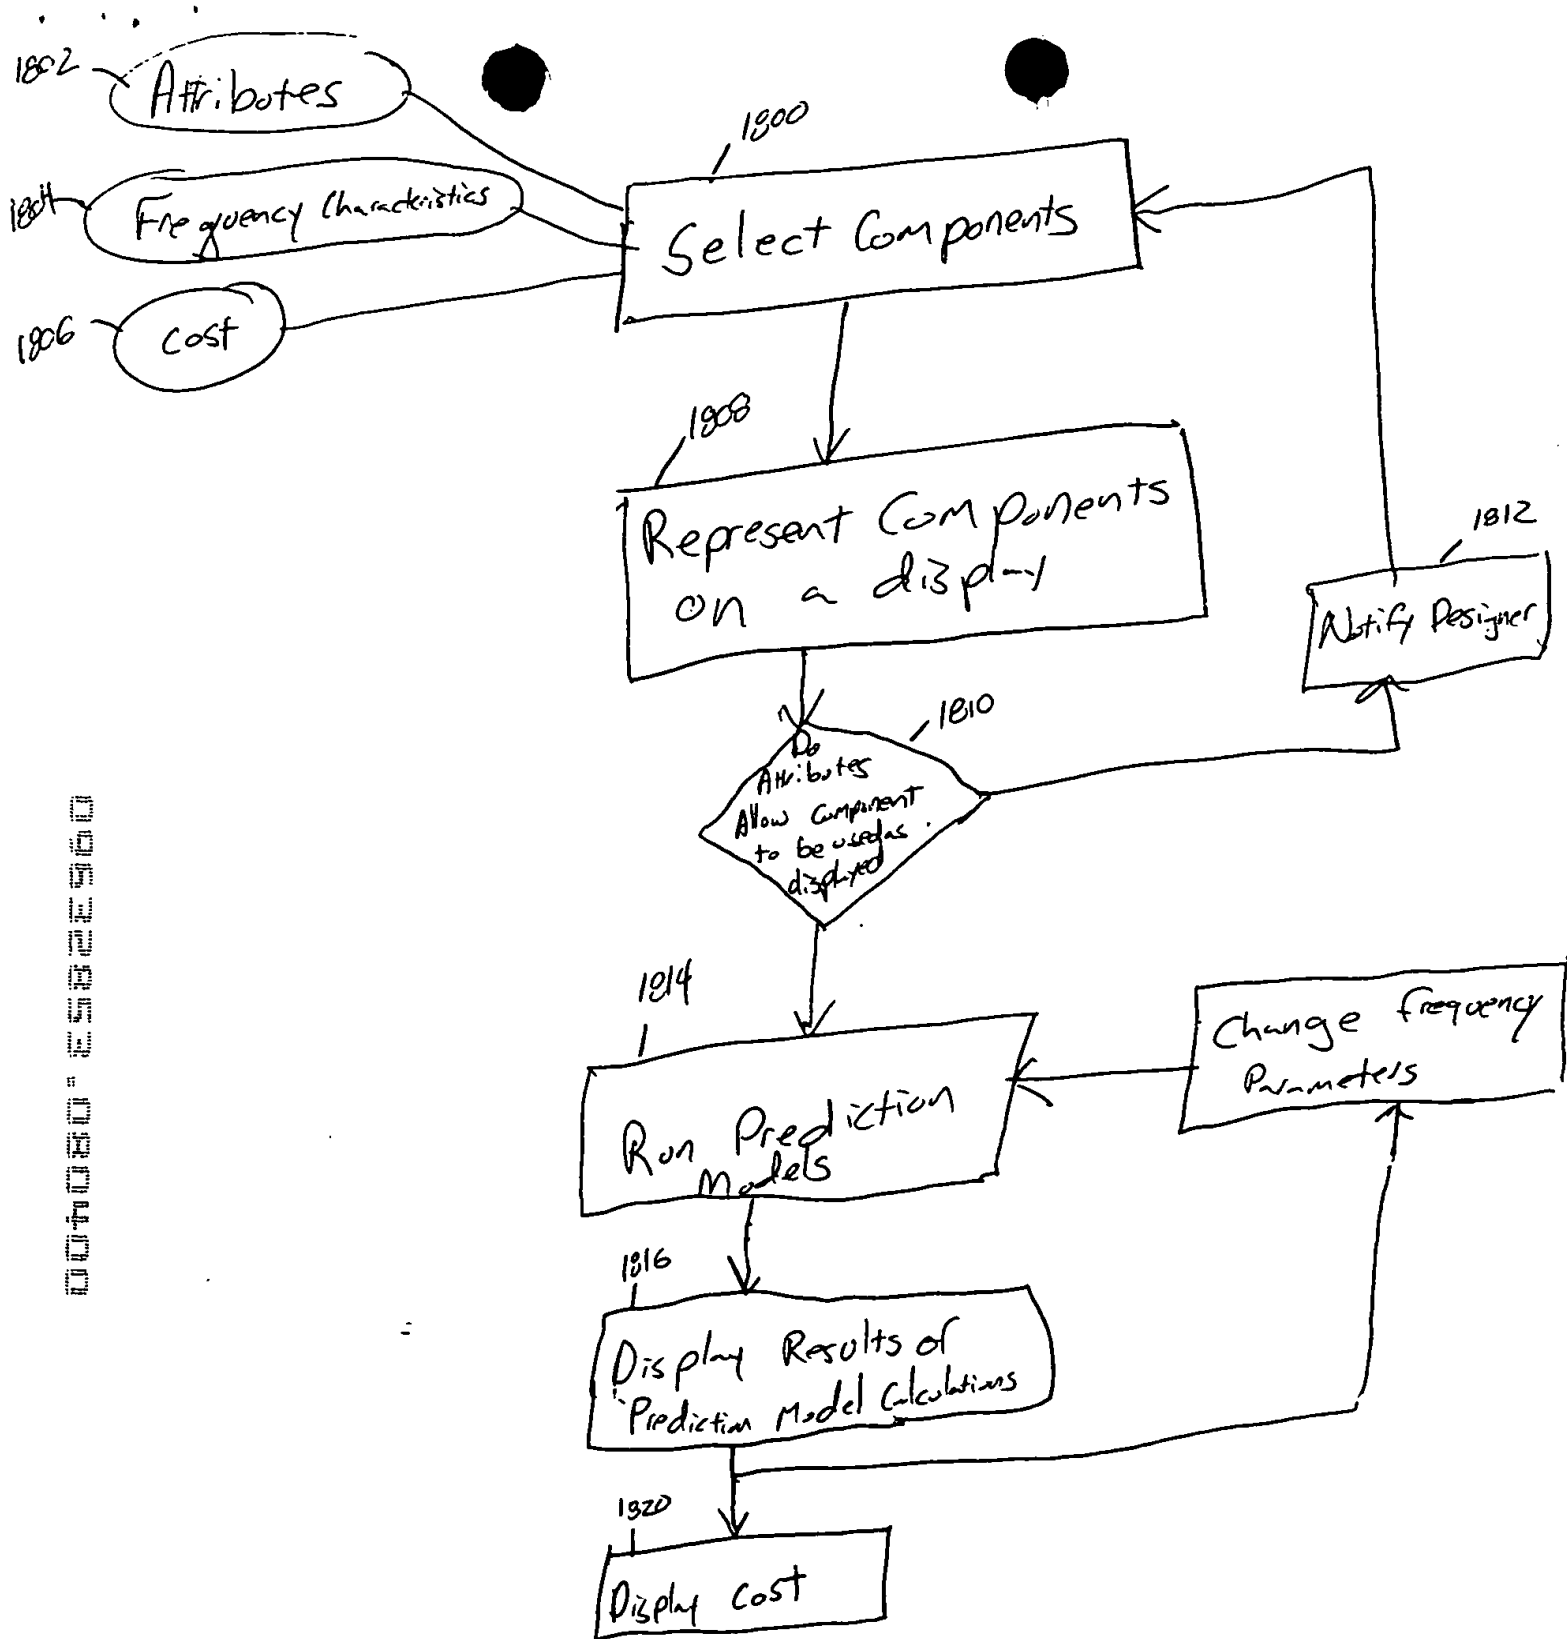 1802
Attributes
1800
1804
Frequency Characteristics
Select Components
1806
Cost
1808
Represent Components
on a display
1812
Notify Designer
1810
Do
Attributes
Allow Component
to be used as
displayed
1814
Change frequency
Parameters
Run Prediction
Models
1816
Display Results of
Prediction Model Calculations
1820
Display Cost
09532853.080400